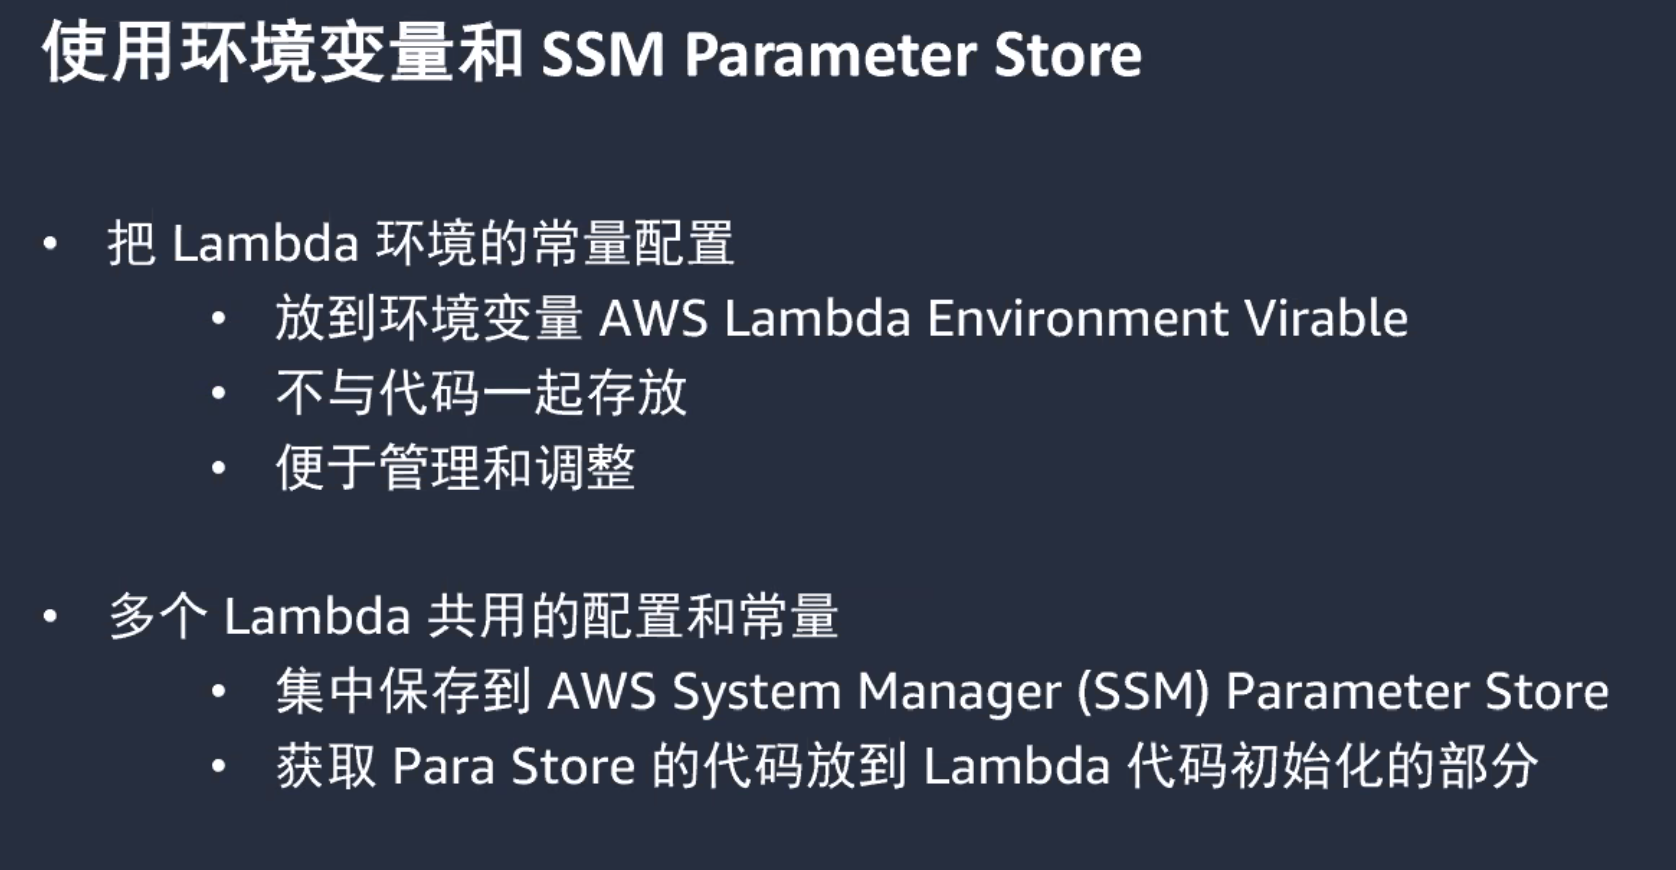 使用环境变量和 SSM Parameter Store
• 把 Lambda 环境的常量配置
• 放到环境变量 AWS Lambda Environment Virable
• 不与代码一起存放
• 便于管理和调整
• 多个 Lambda 共用的配置和常量
• 集中保存到 AWS System Manager (SSM) Parameter Store
• 获取 Para Store 的代码放到 Lambda 代码初始化的部分